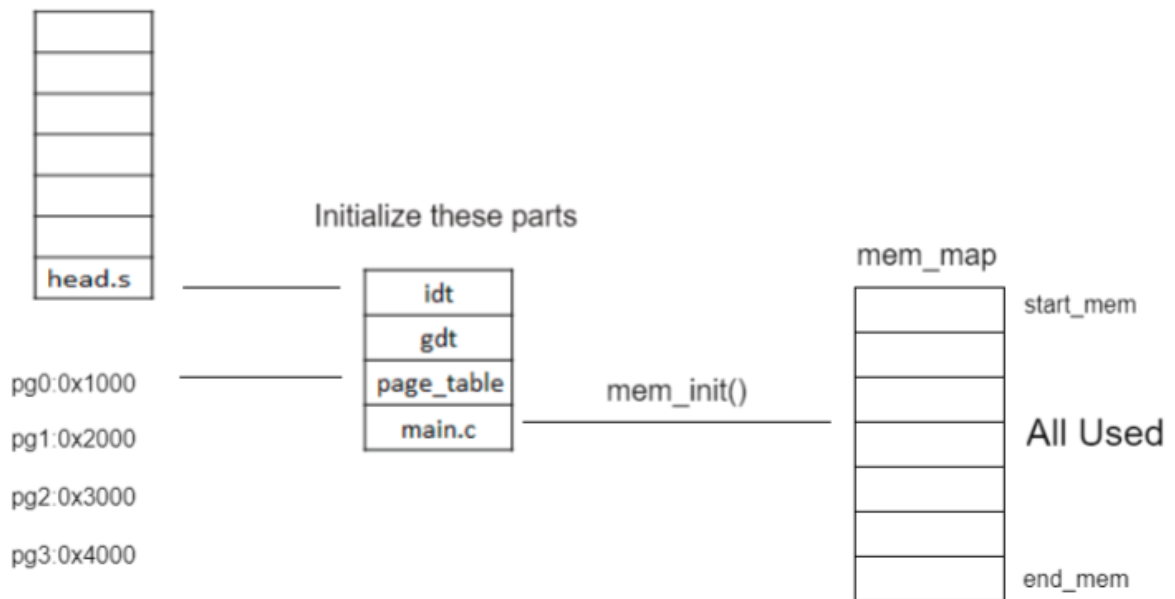 head.s
pg0:0x1000
pg1:0x2000
pg2:0x3000
pg3:0x4000
Initialize these parts
idt
gdt
page_table
main.c
mem_init()
mem_map
start_mem
All Used
end_mem